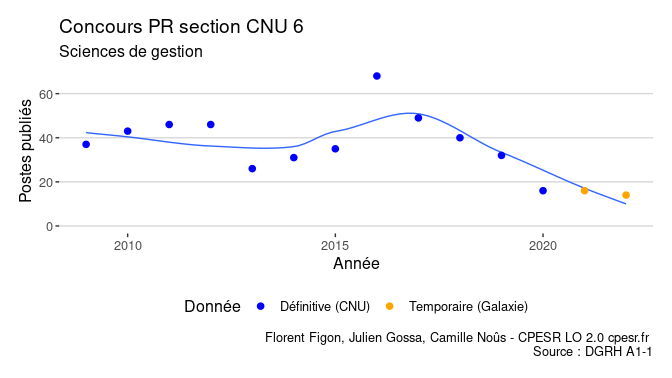 Concours PR section CNU 6
Sciences de gestion
Postes publiés
60
40
20
0
2010 2015 2020
Année
Donnée Définitive (CNU) Temporaire (Galaxie)
Florent Figon, Julien Gossa, Camille Noûs - CPESR LO 2.0 cpesr.fr
Source : DGRH A1-1